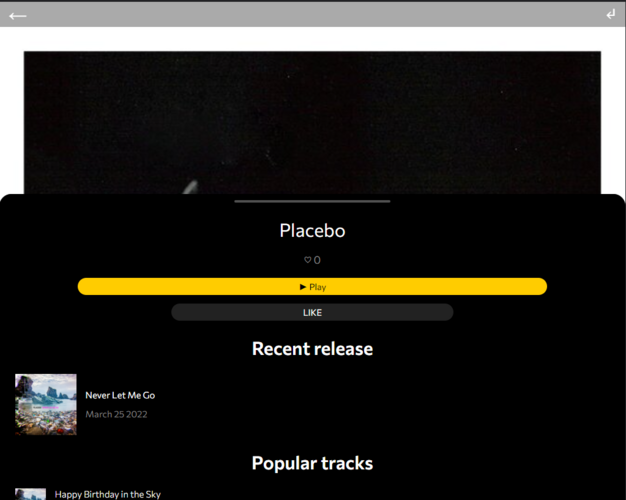 Placebo
♡ 0
▶ Play
LIKE
Recent release
Never Let Me Go
March 25 2022
Popular tracks
Happy Birthday in the Sky